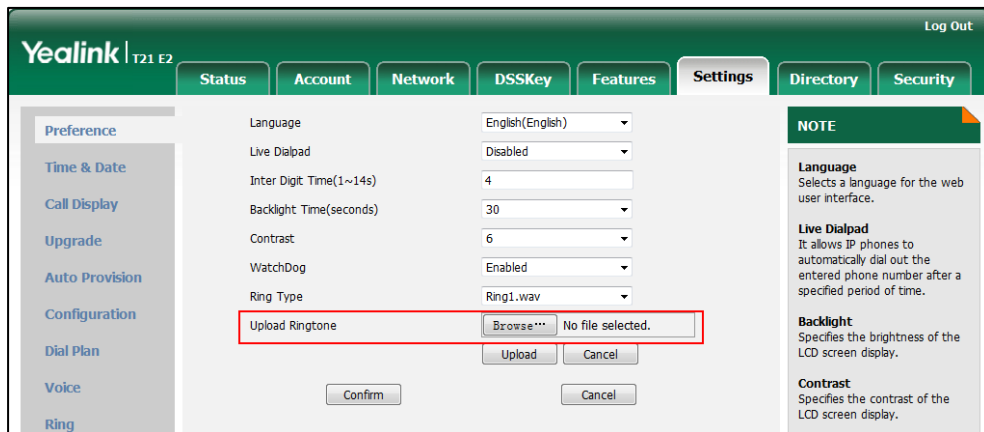 Log Out
Yealink T21 E2
Status Account Network DSSKey Features Settings Directory Security
Preference
Time & Date
Call Display
Upgrade
Auto Provision
Configuration
Dial Plan
Voice
Ring
Language English(English)
Live Dialpad Disabled
Inter Digit Time(1~14s) 4
Backlight Time(seconds) 30
Contrast 6
WatchDog Enabled
Ring Type Ring1.wav
Upload Ringtone Browse... No file selected.
Upload Cancel
Confirm Cancel
NOTE
Language
Selects a language for the web
user interface.
Live Dialpad
It allows IP phones to
automatically dial out the
entered phone number after a
specified period of time.
Backlight
Specifies the brightness of the
LCD screen display.
Contrast
Specifies the contrast of the
LCD screen display.